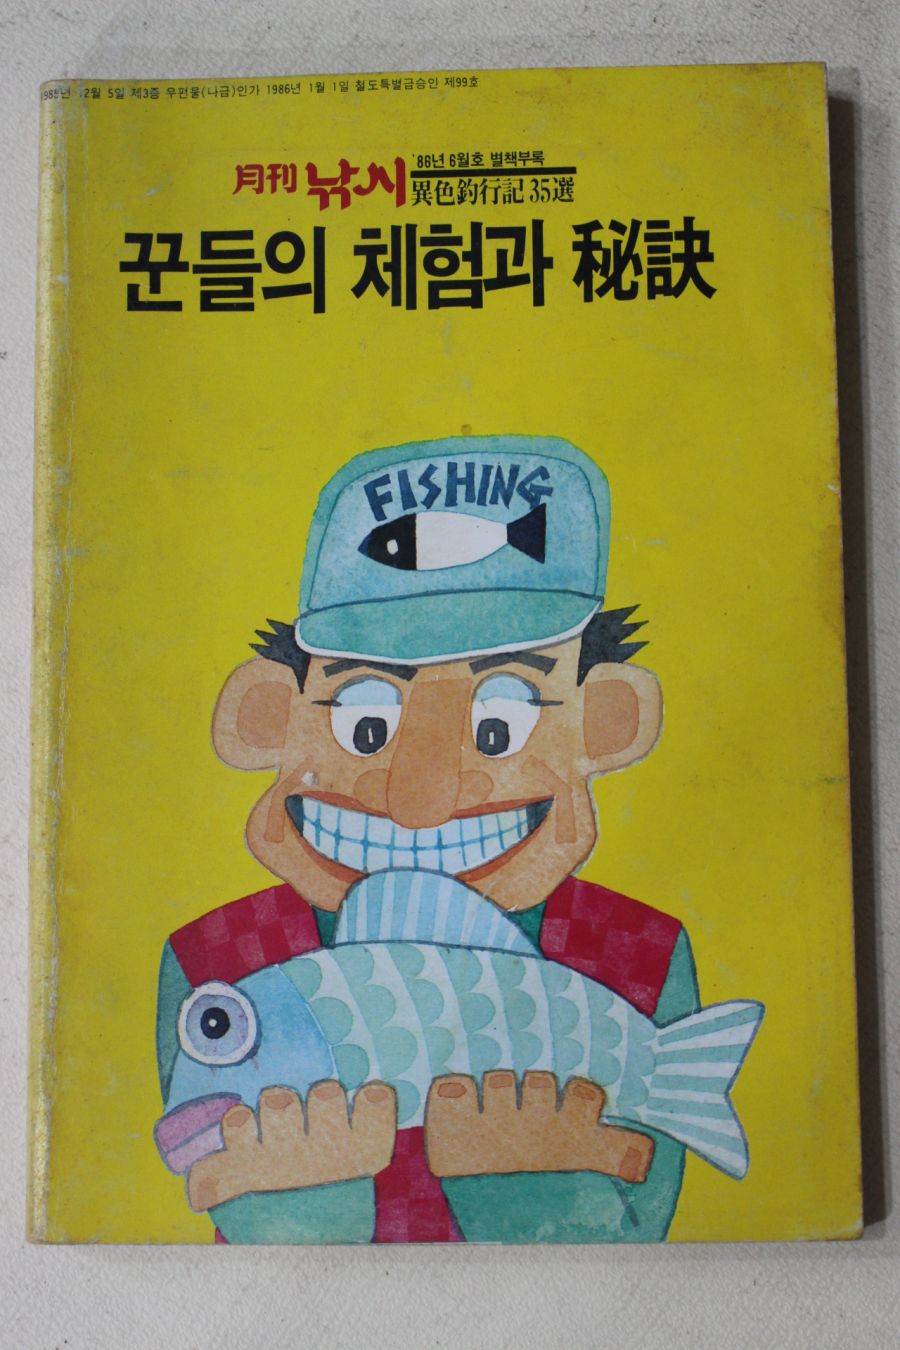 1985년 12월 5일 제3종 우편물(나급)인가 1986년 1월 1일 철도특별급승인 제99호
月刊 낚시 '86년 6월호 별책부록
異色釣行記 35選
꾼들의 체험과 秘訣
FISHING